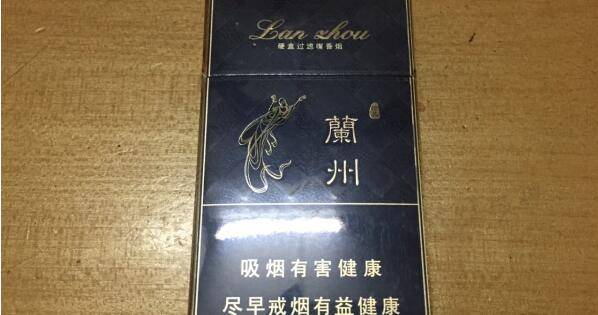 Lan zhou
硬盒过滤嘴香烟
蘭
州
吸烟有害健康
尽早戒烟有益健康